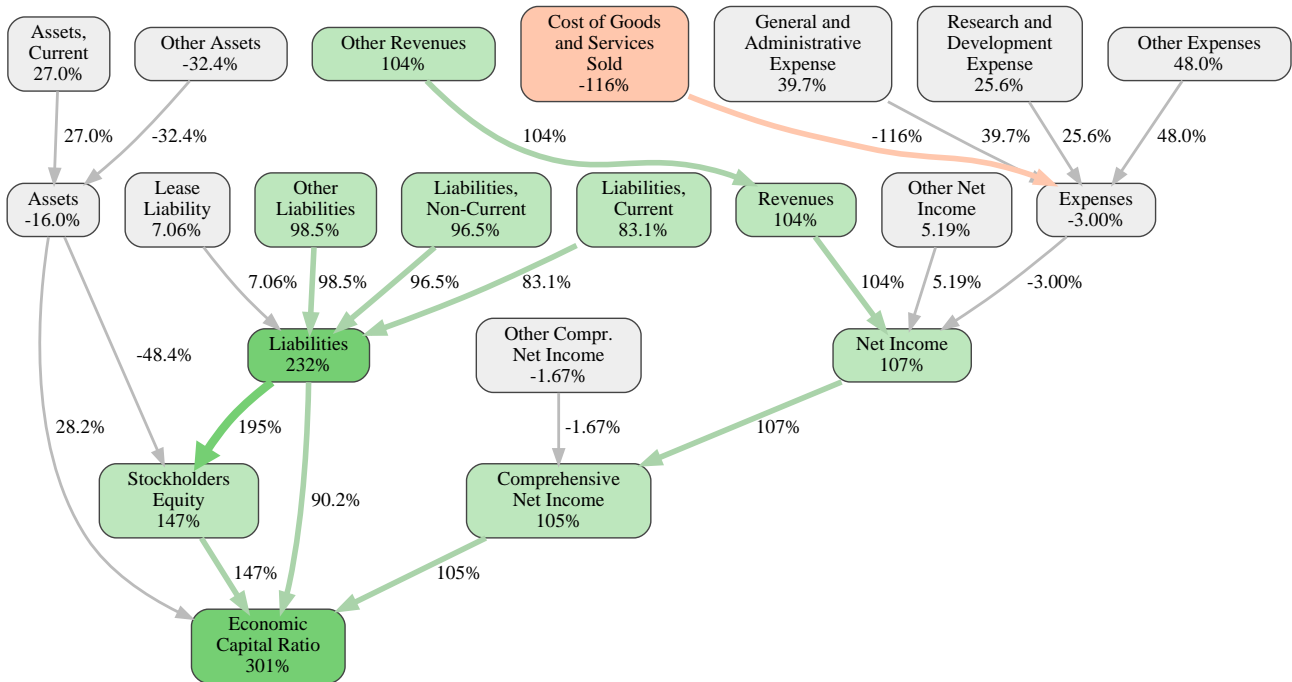 Assets,
Current
27.0%
Other Assets
-32.4%
Other Revenues
104%
Cost of Goods
and Services
Sold
-116%
General and
Administrative
Expense
39.7%
Research and
Development
Expense
25.6%
Other Expenses
48.0%
27.0%
-32.4%
104%
-116%
39.7%
25.6%
48.0%
Assets
-16.0%
Lease
Liability
7.06%
Other
Liabilities
98.5%
Liabilities,
Non-Current
96.5%
Liabilities,
Current
83.1%
Revenues
104%
Other Net
Income
5.19%
Expenses
-3.00%
7.06%
98.5%
96.5%
83.1%
104%
5.19%
-3.00%
-48.4%
Liabilities
232%
Other Compr.
Net Income
-1.67%
Net Income
107%
28.2%
195%
-1.67%
107%
Stockholders
Equity
147%
90.2%
Comprehensive
Net Income
105%
147%
105%
Economic
Capital Ratio
301%